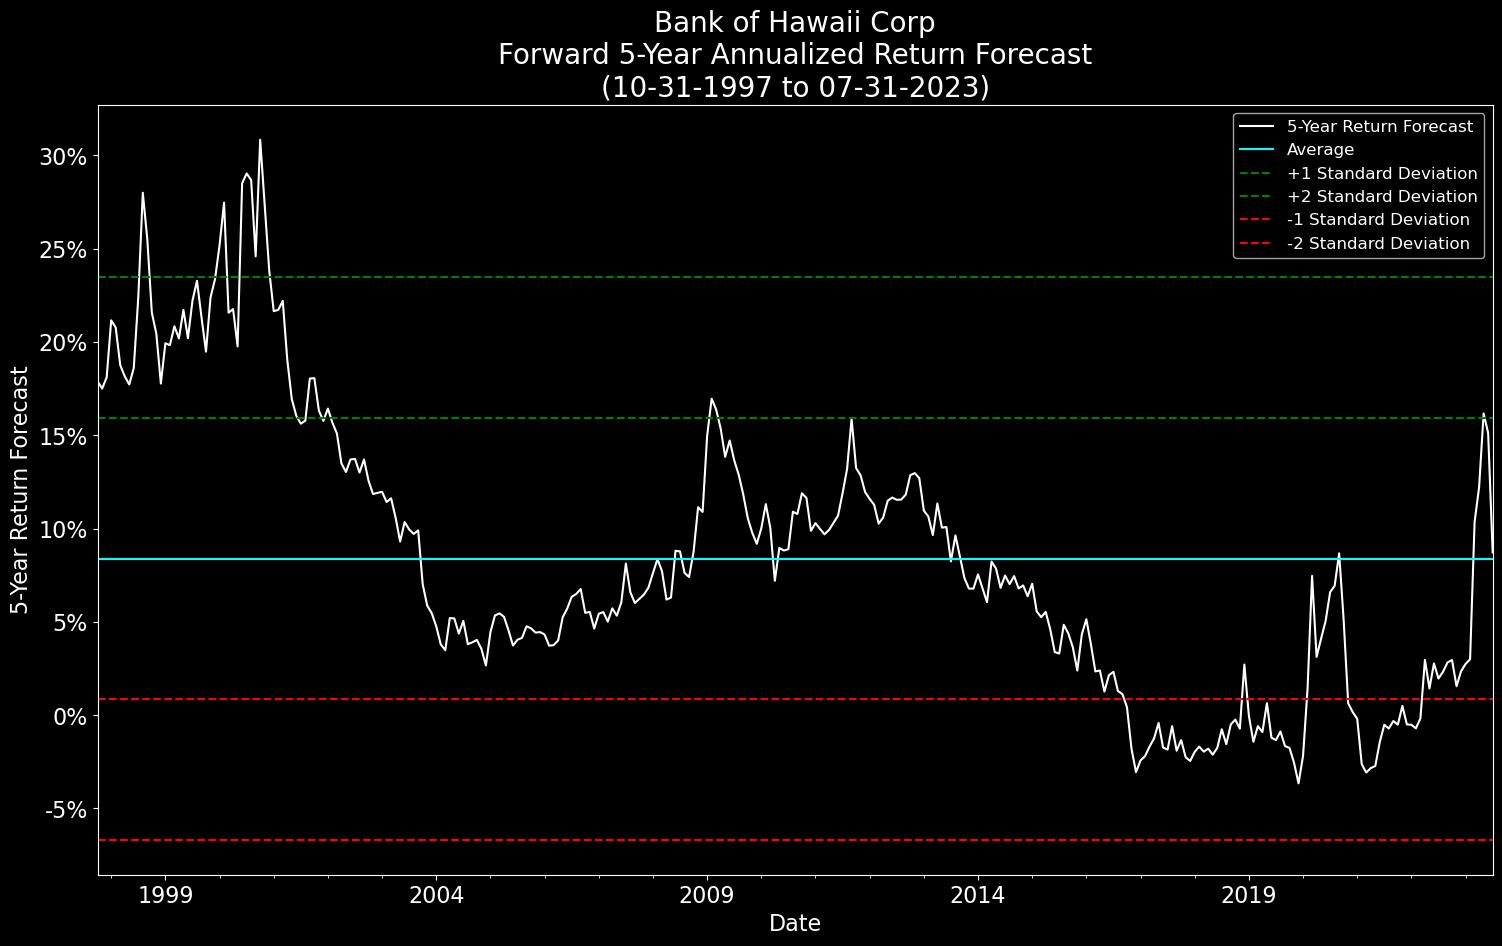 Bank of Hawaii Corp
Forward 5-Year Annualized Return Forecast
(10-31-1997 to 07-31-2023)
5-Year Return Forecast
Average
+1 Standard Deviation
+2 Standard Deviation
-1 Standard Deviation
-2 Standard Deviation
5-Year Return Forecast
30%
25%
20%
15%
10%
5%
0%
-5%
1999
2004
2009
2014
2019
Date